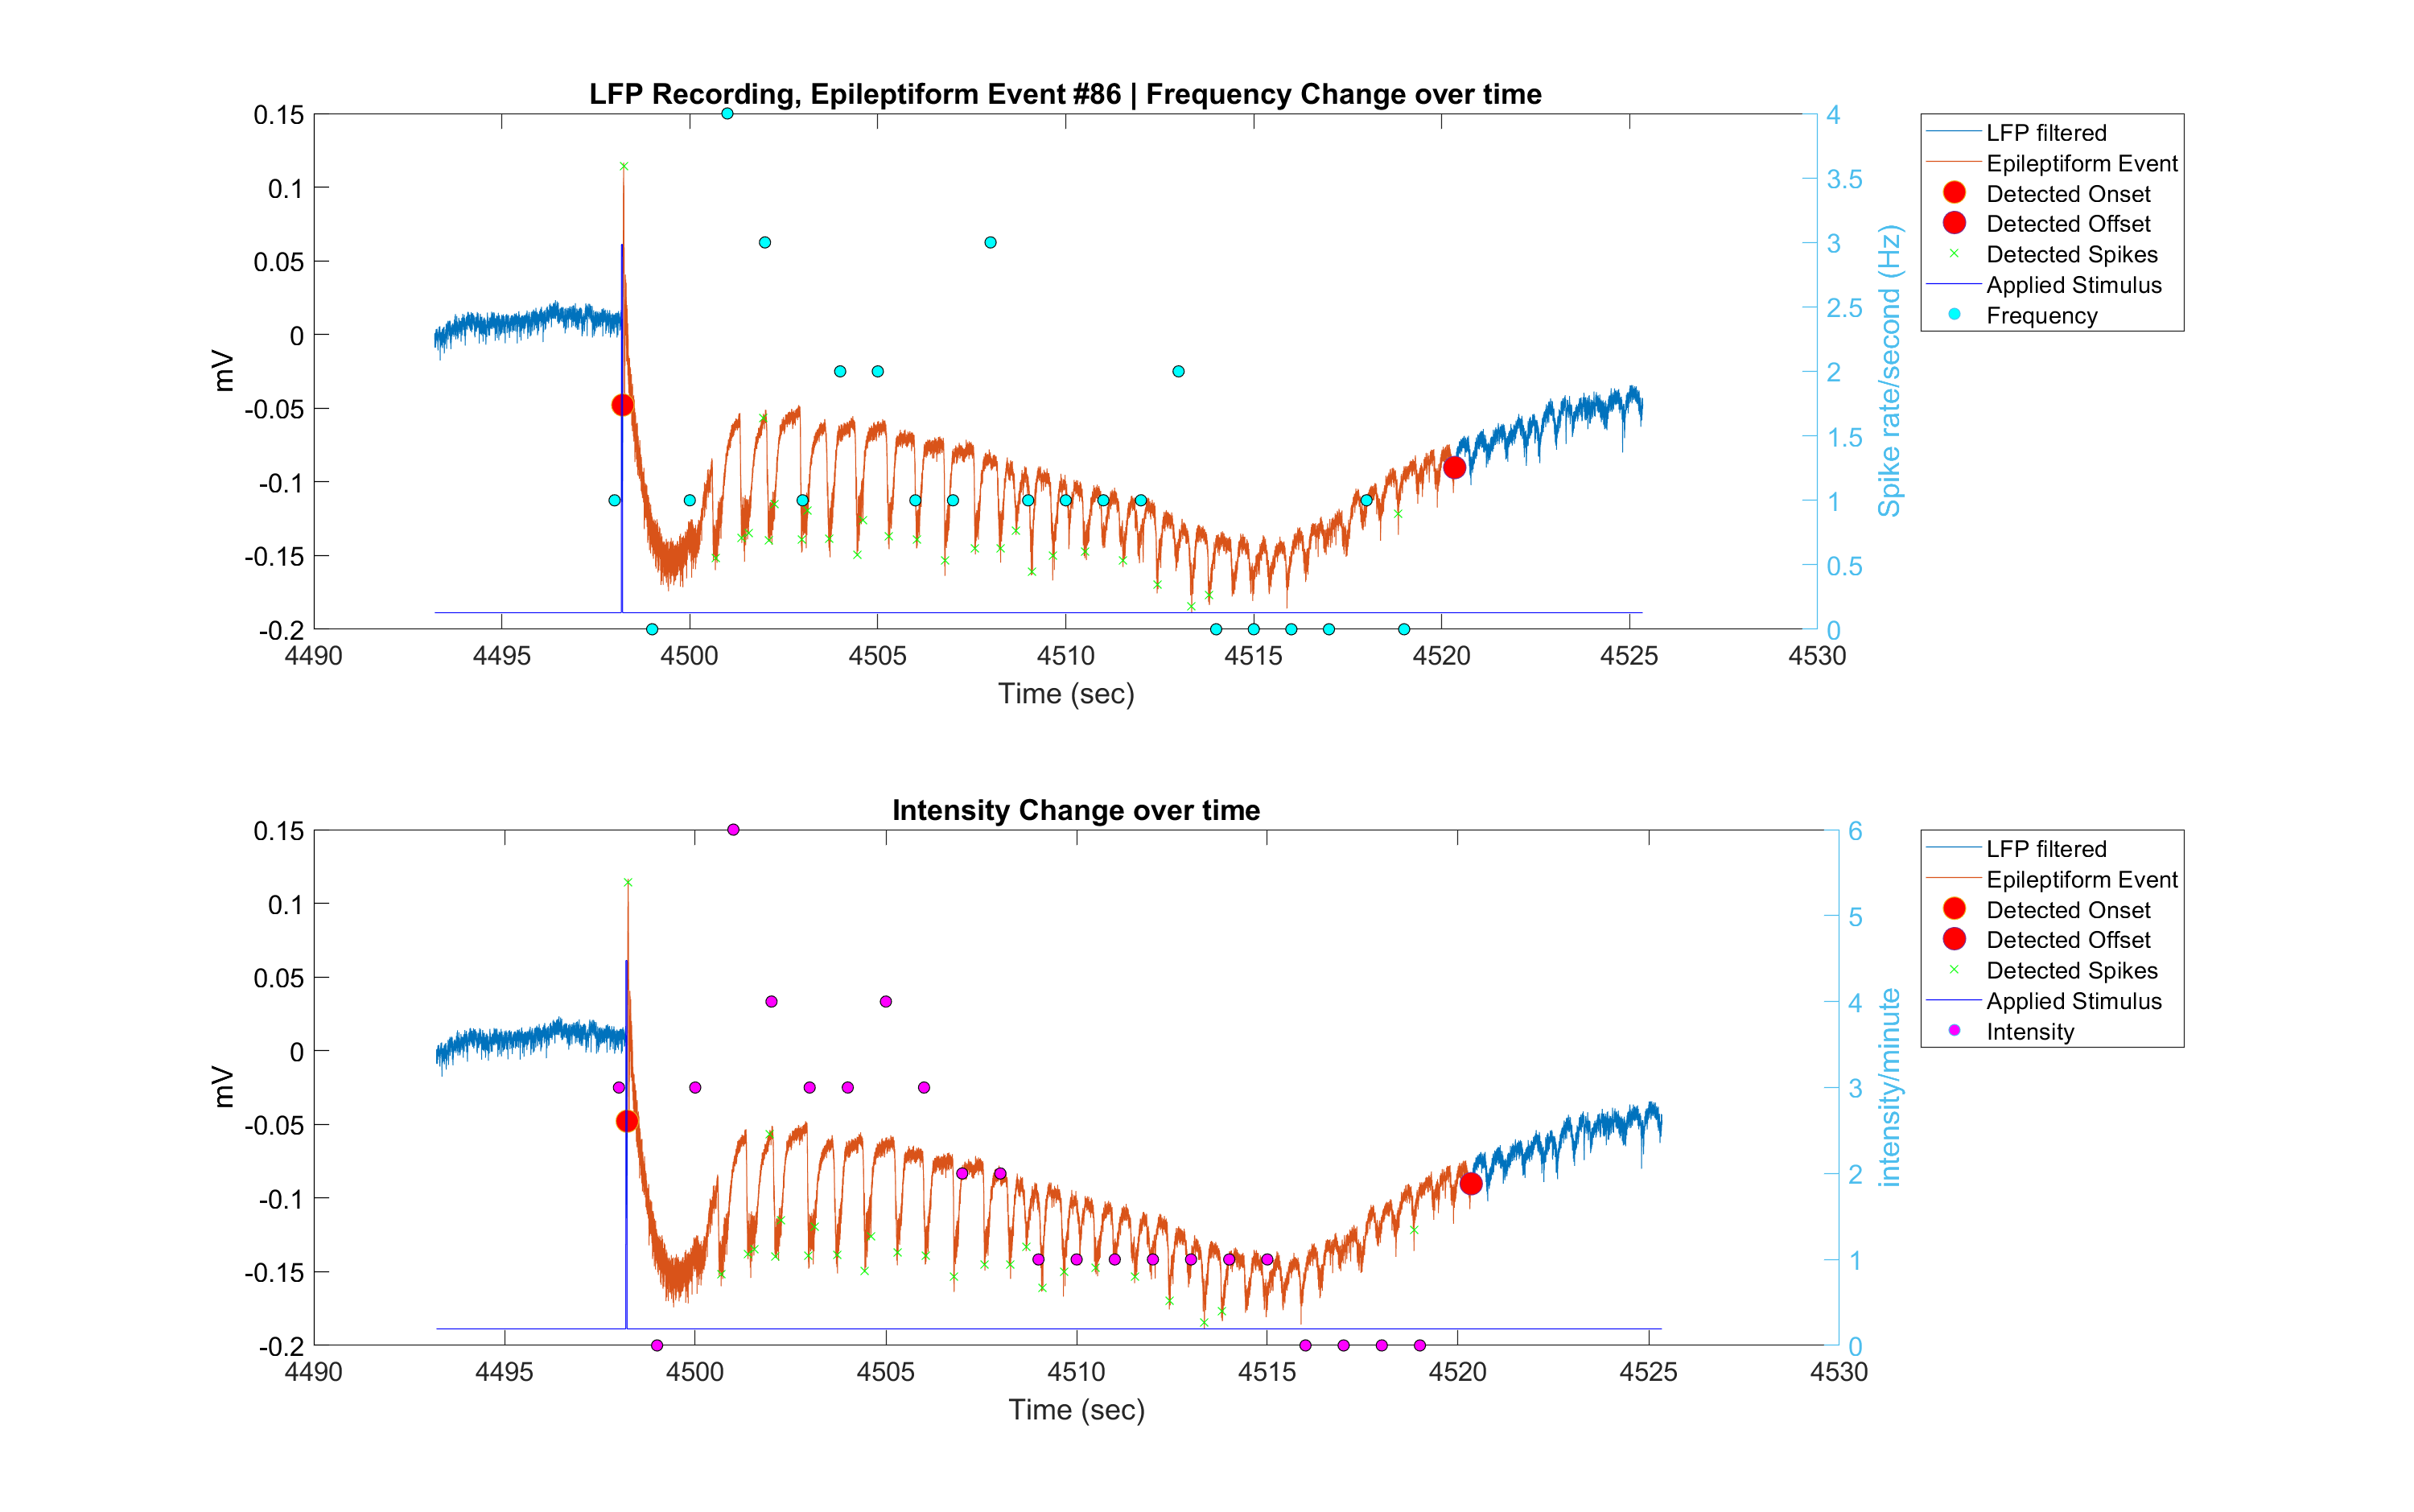 LFP Recording, Epileptiform Event #86 | Frequency Change over time
0.15
0.1
0.05
0
-0.05
-0.1
-0.15
-0.2
mV
4490 4495 4500 4505 4510 4515 4520 4525 4530
Time (sec)
4
3.5
3
2.5
2
1.5
1
0.5
0
Spike rate/second (Hz)
LFP filtered
Epileptiform Event
Detected Onset
Detected Offset
Detected Spikes
Applied Stimulus
Frequency
Intensity Change over time
0.15
0.1
0.05
0
-0.05
-0.1
-0.15
-0.2
mV
4490 4495 4500 4505 4510 4515 4520 4525 4530
Time (sec)
6
5
4
3
2
1
0
intensity/minute
LFP filtered
Epileptiform Event
Detected Onset
Detected Offset
Detected Spikes
Applied Stimulus
Intensity